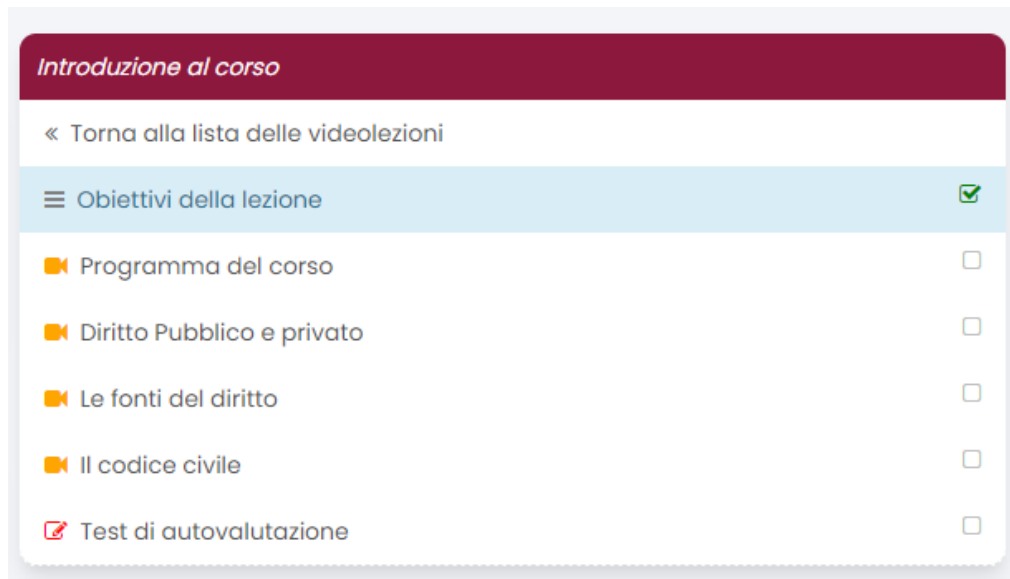 Introduzione al corso
« Torna alla lista delle videolezioni
Obiettivi della lezione
Programma del corso
Diritto Pubblico e privato
Le fonti del diritto
Il codice civile
Test di autovalutazione